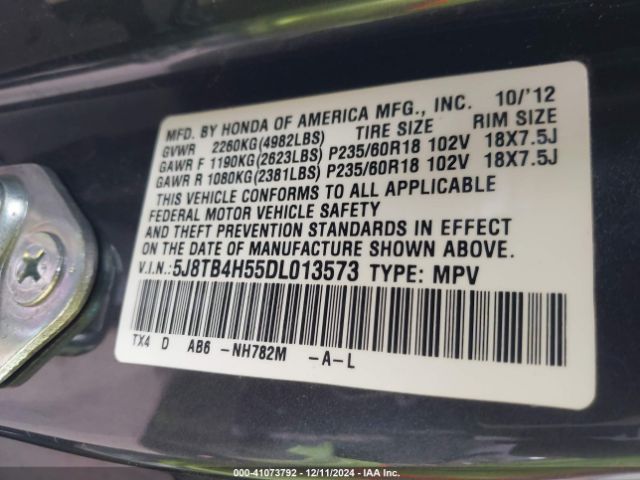 MFD. BY HONDA OF AMERICA MFG., INC. 10/'12
GVWR 2260KG(4982LBS) TIRE SIZE RIM SIZE
GAWR F 1190KG(2623LBS) P235/60R18 102V 18X7.5J
GAWR R 1080KG(2381LBS) P235/60R18 102V 18X7.5J
THIS VEHICLE CONFORMS TO ALL APPLICABLE
FEDERAL MOTOR VEHICLE SAFETY
AND THEFT PREVENTION STANDARDS IN EFFECT
ON THE DATE OF MANUFACTURE SHOWN ABOVE.
V.I.N.:5J8TB4H55DL013573 TYPE: MPV
TX4 D AB6 -NH782M -A-L
© - 41073792 - 12/11/2024 - IAA Inc.